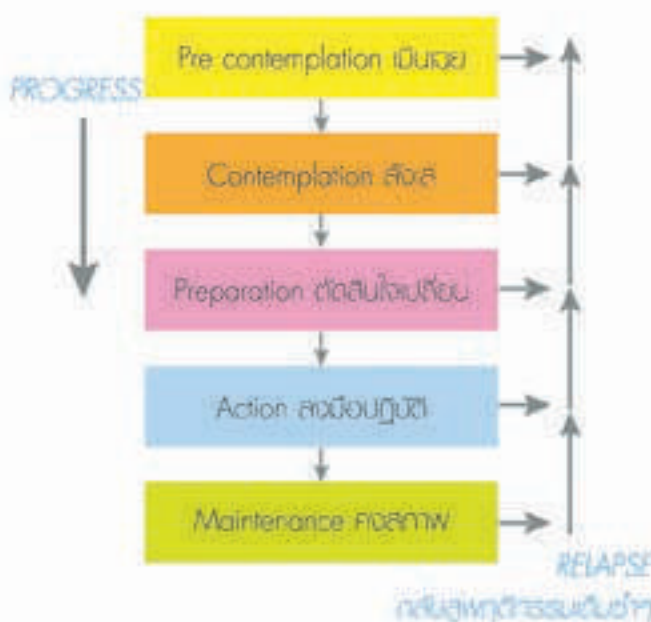 Pre contemplation เมินเฉย
PROGRESS
Contemplation ลังเล
Preparation ตัดสินใจเปลี่ยน
Action ลงมือปฏิบัติ
Maintenance คงสภาพ
RELAPSE
กลับสู่พฤติกรรมเดิมซ้ำๆ